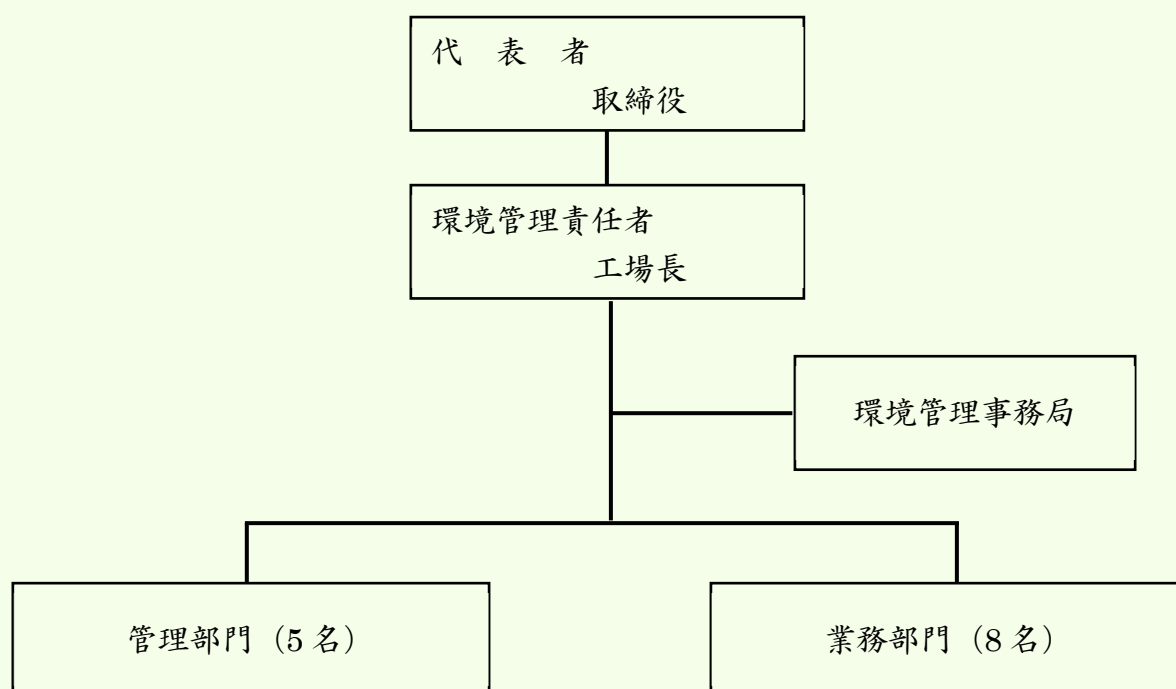 代　表　者
取締役
環境管理責任者
工場長
環境管理事務局
管理部門（5 名）
業務部門（8 名）